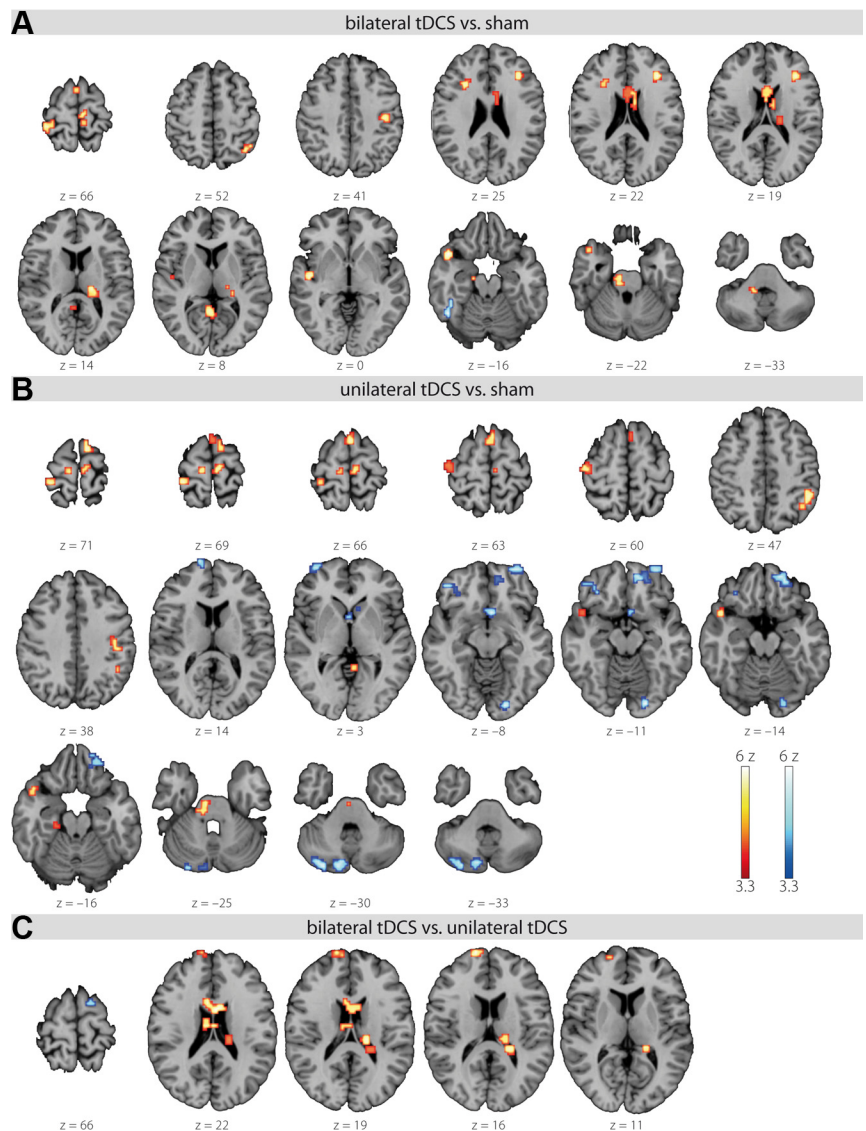 A
bilateral tDCS vs. sham
z = 66
z = 52
z = 41
z = 25
z = 22
z = 19
z = 14
z = 8
z = 0
z = –16
z = –22
z = –33
B
unilateral tDCS vs. sham
z = 71
z = 69
z = 66
z = 63
z = 60
z = 47
z = 38
z = 14
z = 3
z = –8
z = –11
z = –14
6 z
6 z
3.3
3.3
z = –16
z = –25
z = –30
z = –33
C
bilateral tDCS vs. unilateral tDCS
z = 66
z = 22
z = 19
z = 16
z = 11